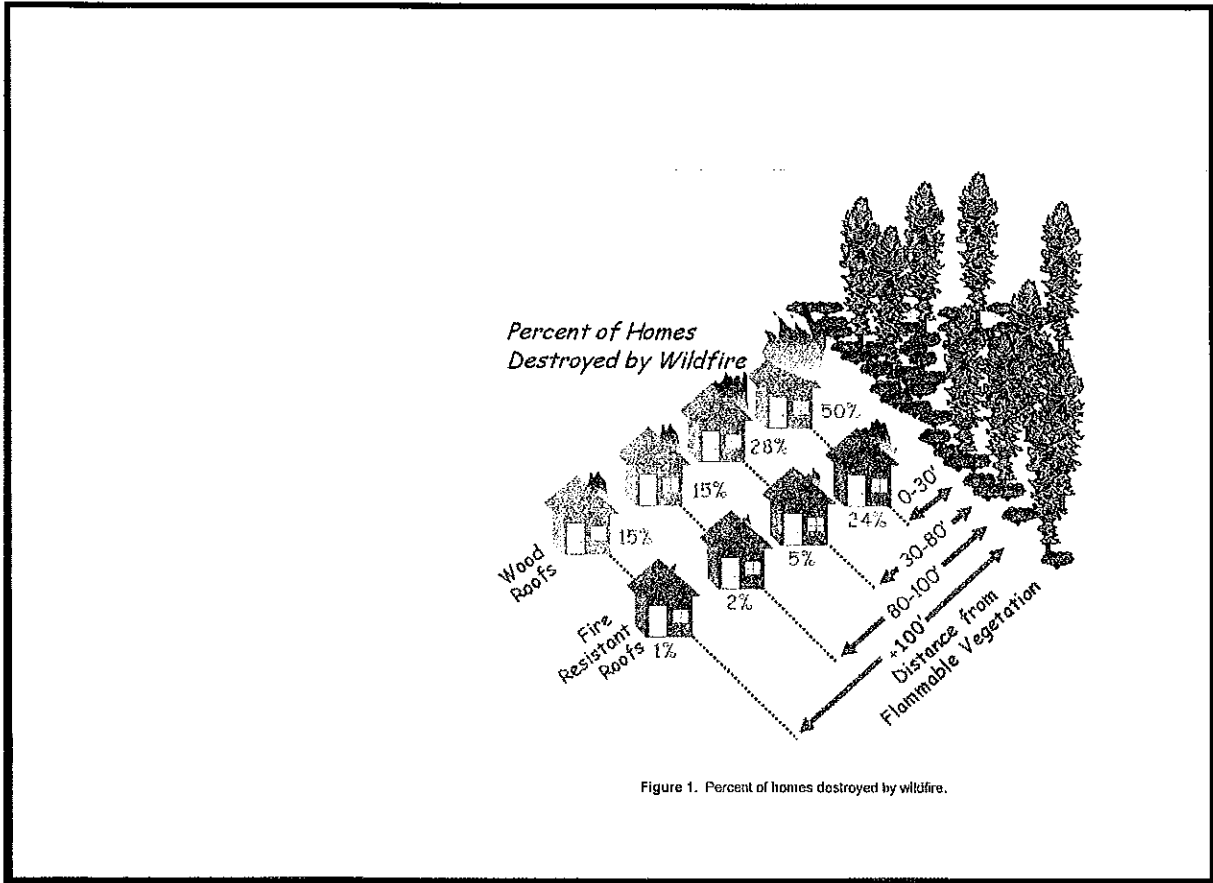 Percent of Homes
Destroyed by Wildfire
50%
28%
15%
15%
24%
5%
2%
1%
Wood
Roofs
Fire
Resistant
Roofs
0-30'
30-80'
80-100'
+100'
Distance from
Flammable Vegetation
Figure 1. Percent of homes destroyed by wildfire.